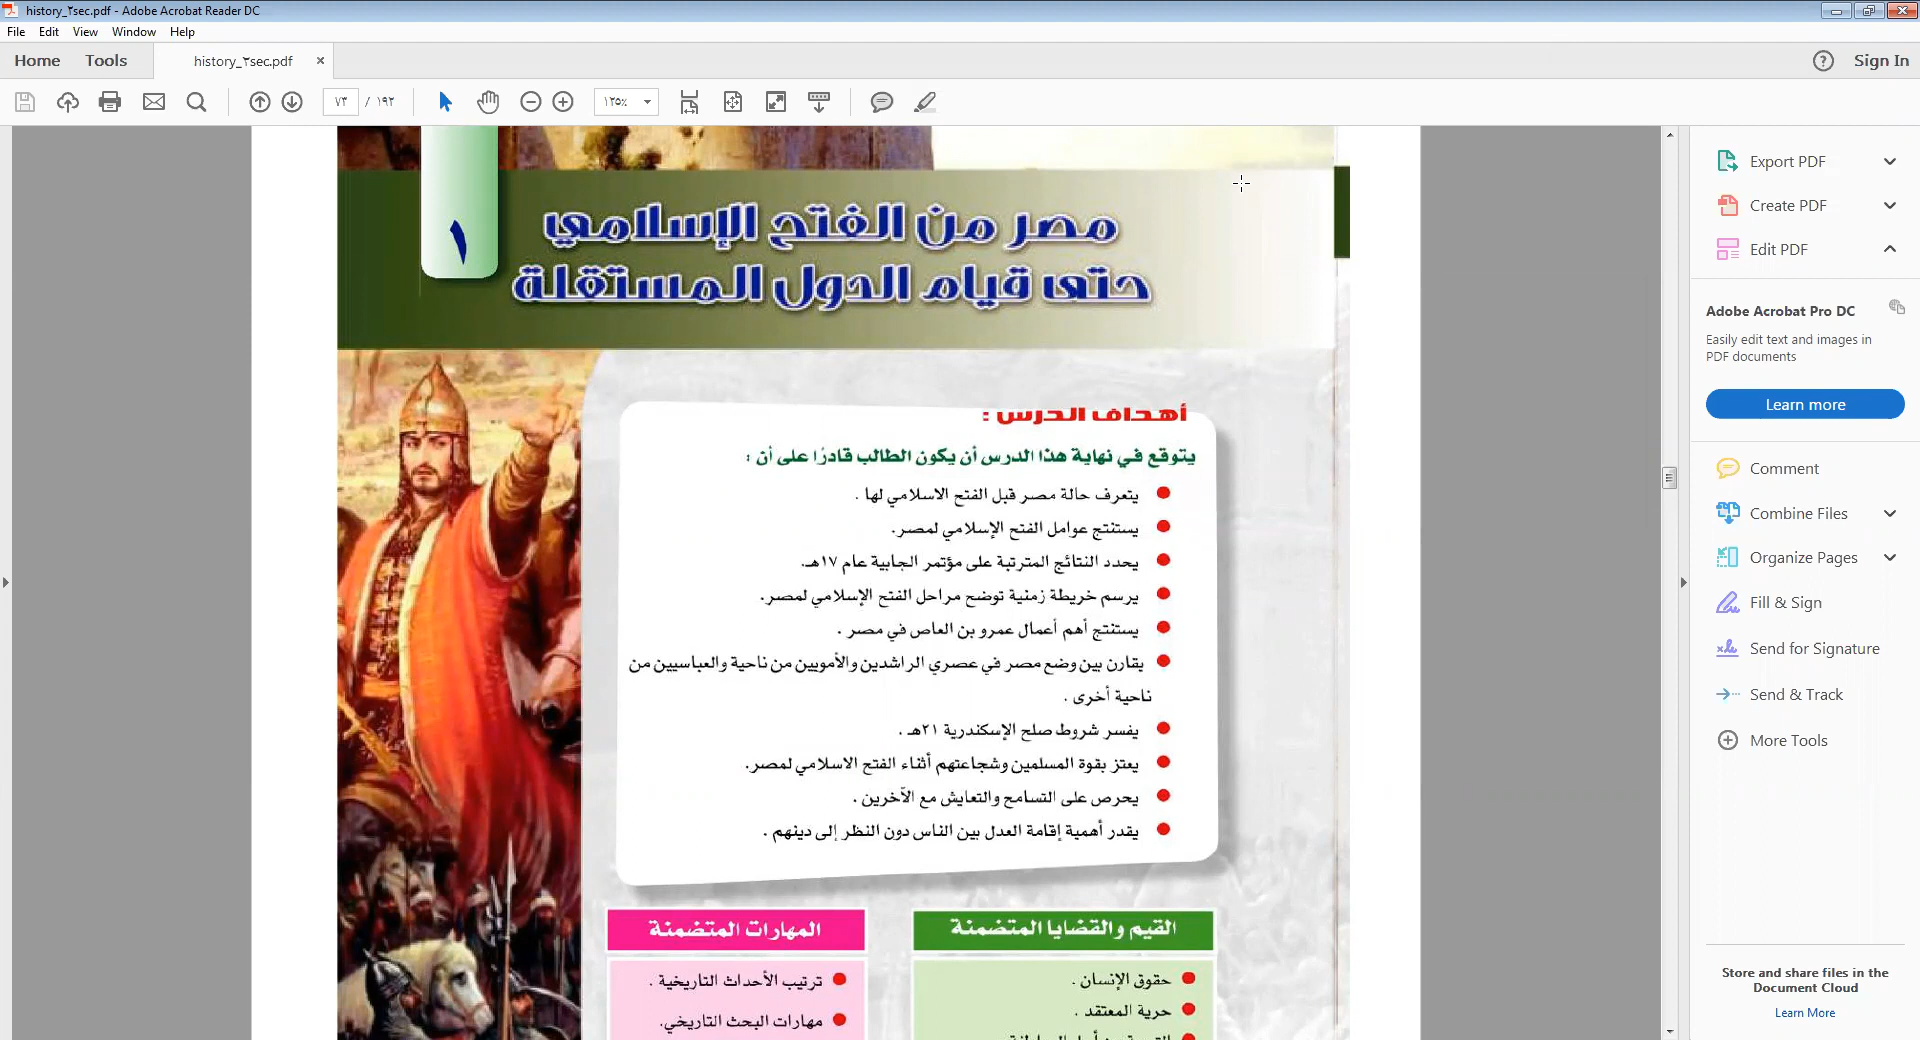 history_٢sec.pdf - Adobe Acrobat Reader DC
File Edit View Window Help
Home Tools history_٢sec.pdf × Sign In
٧٣ / ١٩٢ ١٢٥%
١
مصر من الفتح الإسلامي
حتى قيام الدول المستقلة
أهداف الدرس :
يتوقع في نهاية هذا الدرس أن يكون الطالب قادرًا على أن :
يتعرف حالة مصر قبل الفتح الاسلامي لها .
يستنتج عوامل الفتح الإسلامي لمصر.
يحدد النتائج المترتبة على مؤتمر الجابية عام ١٧هـ.
يرسم خريطة زمنية توضح مراحل الفتح الإسلامي لمصر.
يستنتج أهم أعمال عمرو بن العاص في مصر .
يقارن بين وضع مصر في عصري الراشدين والأمويين من ناحية والعباسيين من
ناحية أخرى .
يفسر شروط صلح الإسكندرية ٢١هـ .
يعتز بقوة المسلمين وشجاعتهم أثناء الفتح الاسلامي لمصر.
يحرص على التسامح والتعايش مع الآخرين .
يقدر أهمية إقامة العدل بين الناس دون النظر إلى دينهم .
القيم والقضايا المتضمنة
حقوق الإنسان .
حرية المعتقد .
المهارات المتضمنة
ترتيب الأحداث التاريخية .
مهارات البحث التاريخي.
Export PDF
Create PDF
Edit PDF
Adobe Acrobat Pro DC
Easily edit text and images in
PDF documents
Learn more
Comment
Combine Files
Organize Pages
Fill & Sign
Send for Signature
Send & Track
More Tools
Store and share files in the
Document Cloud
Learn More